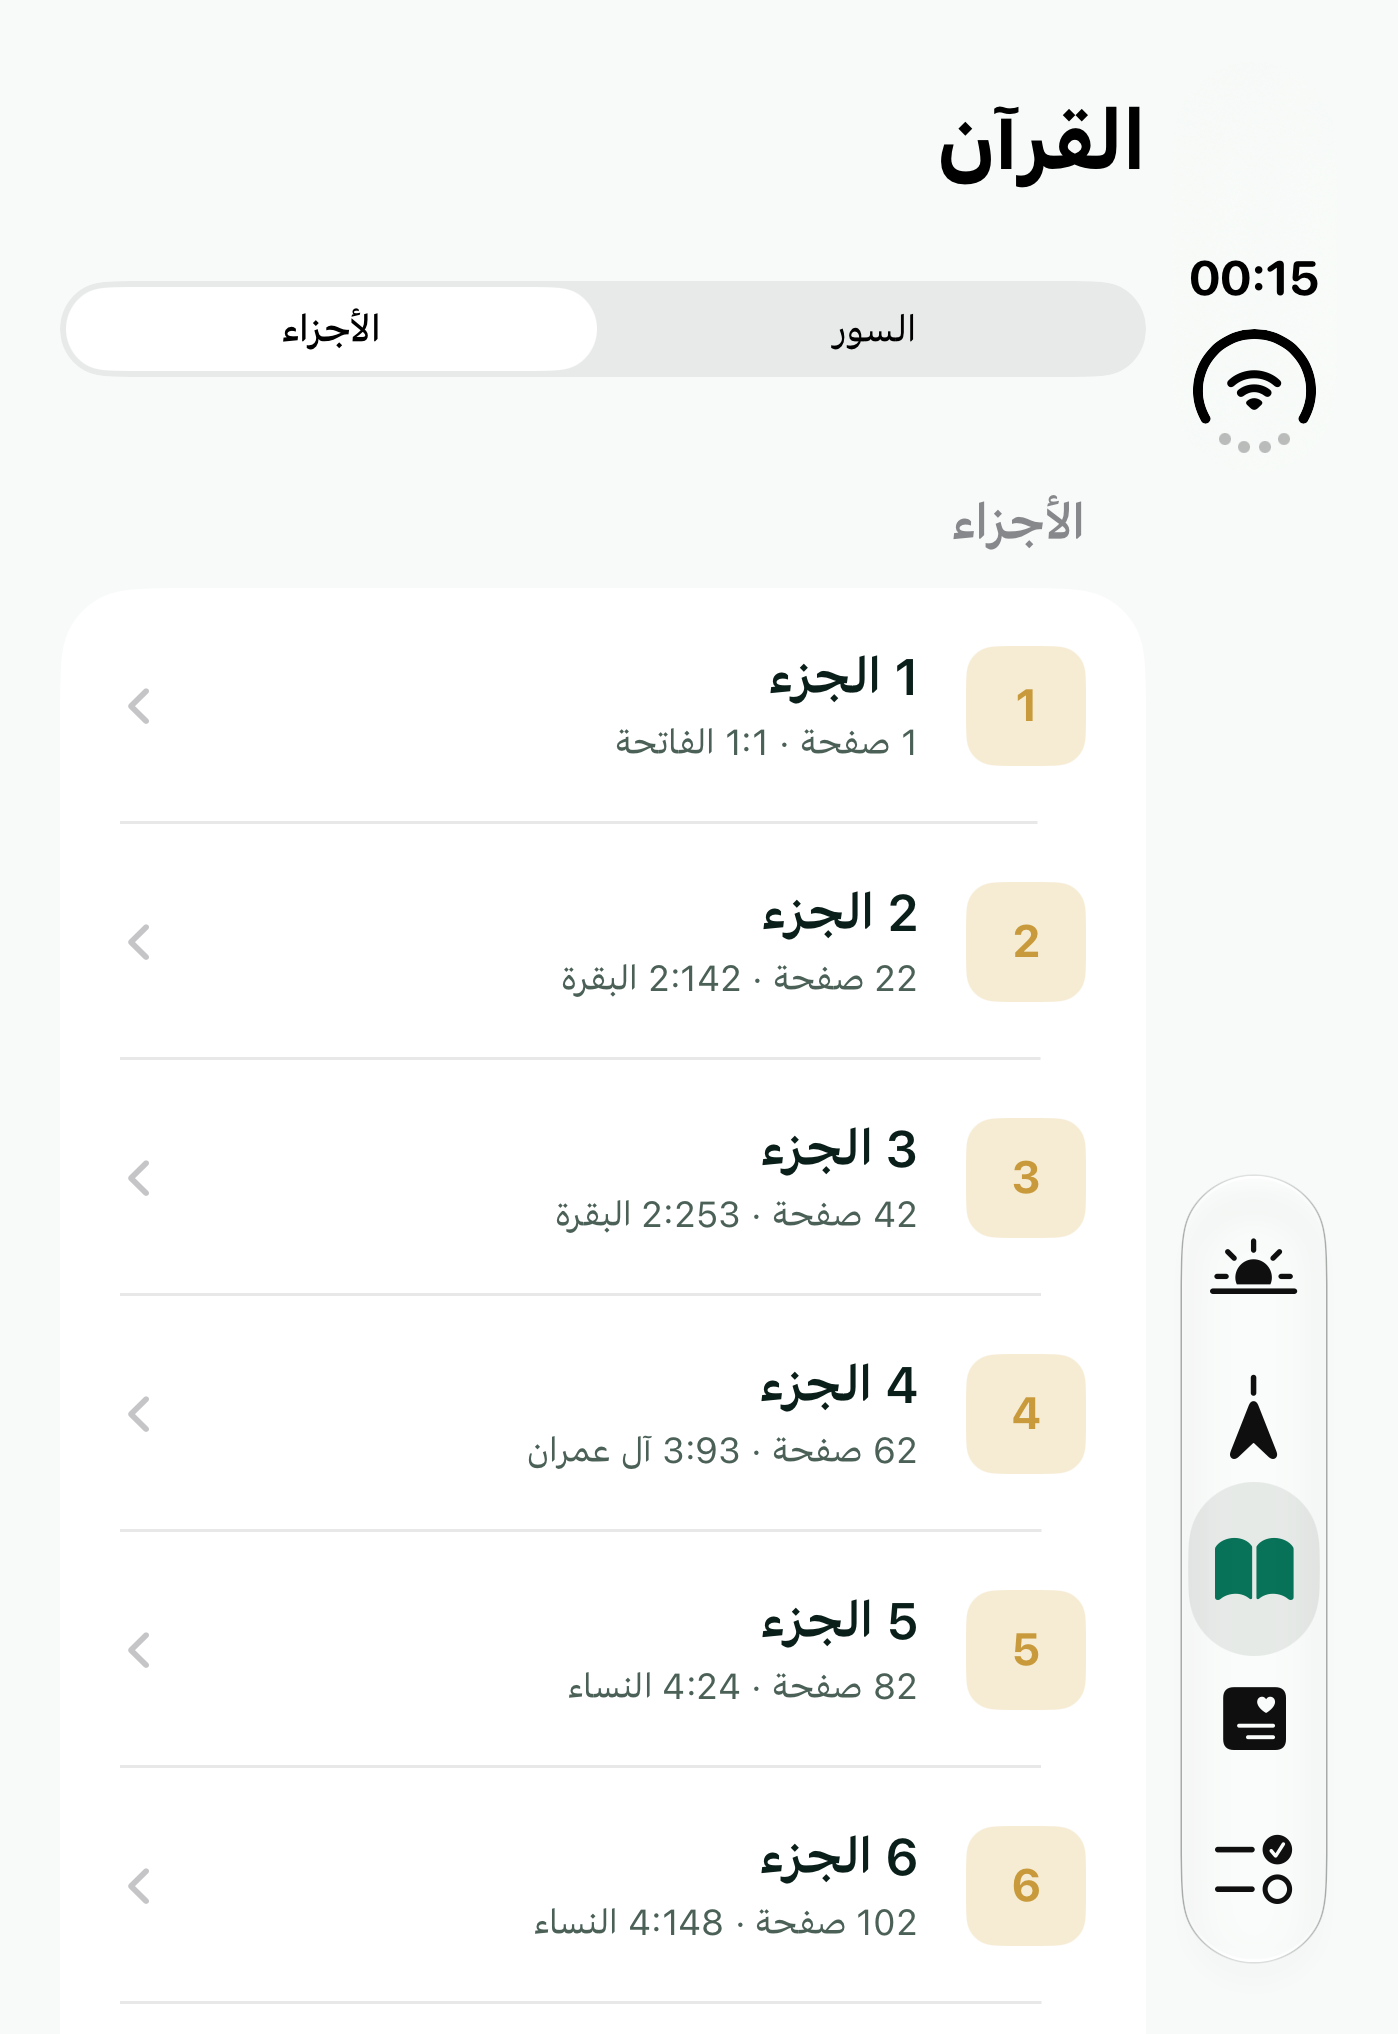 القرآن
00:15
السور
الأجزاء
الأجزاء
1
1 الجزء
1 صفحة · 1:1 الفاتحة
2
2 الجزء
22 صفحة · 2:142 البقرة
3
3 الجزء
42 صفحة · 2:253 البقرة
4
4 الجزء
62 صفحة · 3:93 آل عمران
5
5 الجزء
82 صفحة · 4:24 النساء
6
6 الجزء
102 صفحة · 4:148 النساء